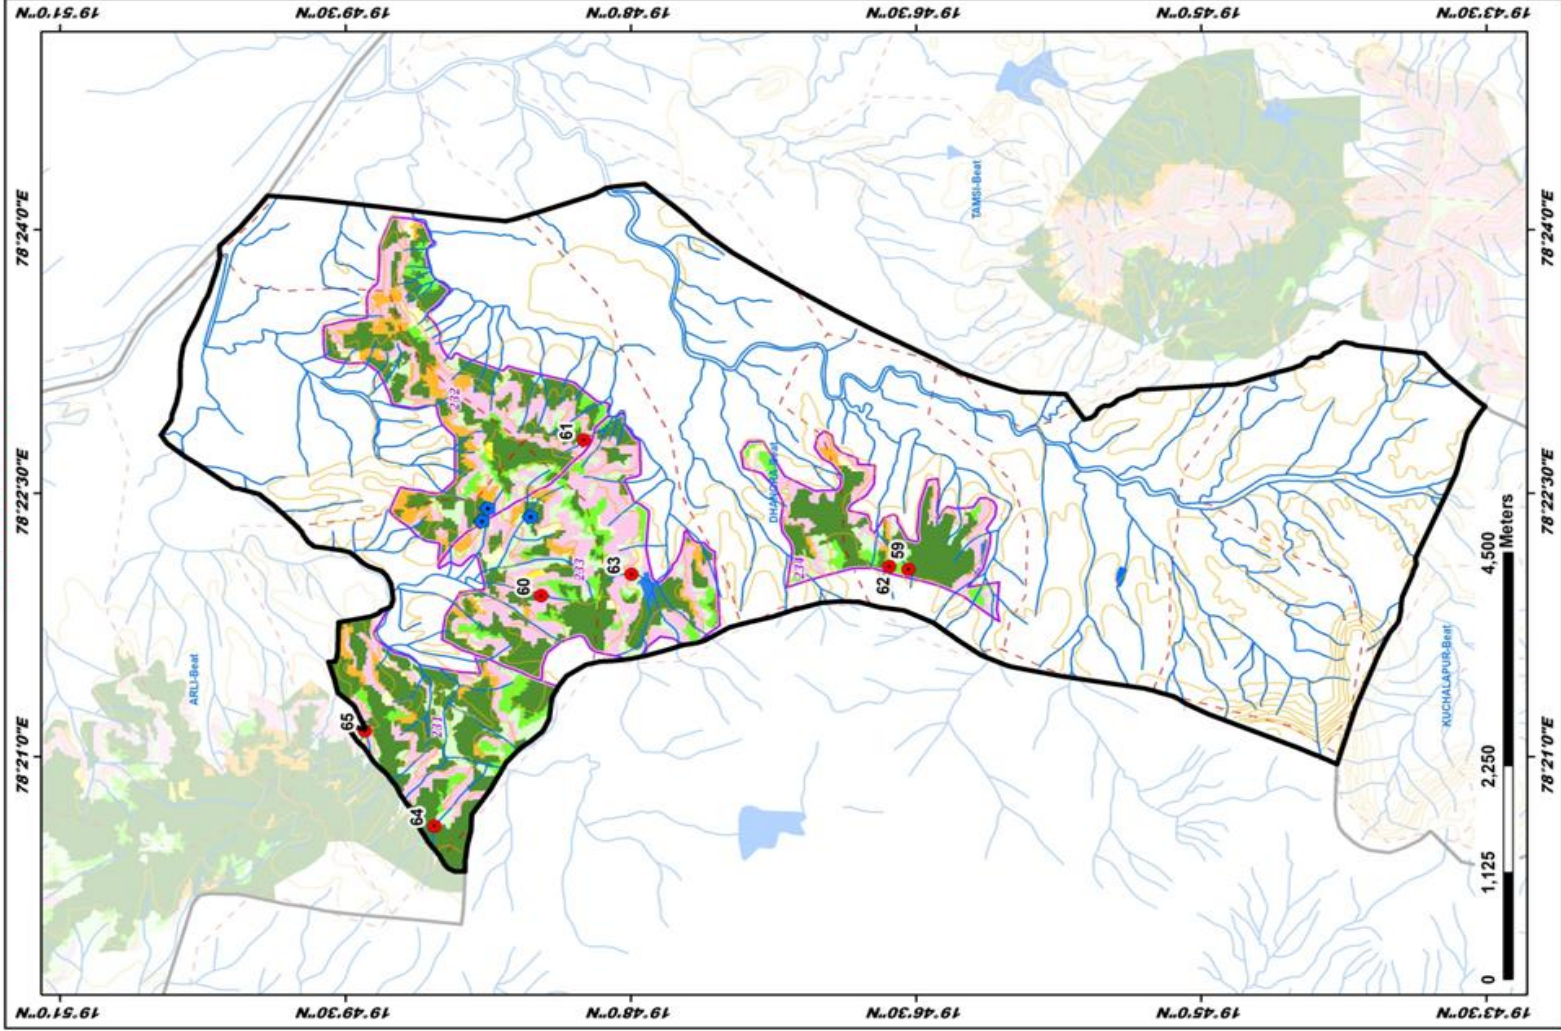 19°51'0"N
19°49'30"N
19°48'0"N
19°46'30"N
19°45'0"N
19°43'30"N
78°24'0"E
78°24'0"E
TAMSI-Beat
232
61
78°22'30"E
78°22'30"E
DHANORA-Beat
234
59
62
233
63
60
ARLI-Beat
KUCHALAPUR-Beat
231
65
64
78°21'0"E
78°21'0"E
0
1,125
2,250
4,500
Meters
19°51'0"N
19°49'30"N
19°48'0"N
19°46'30"N
19°45'0"N
19°43'30"N